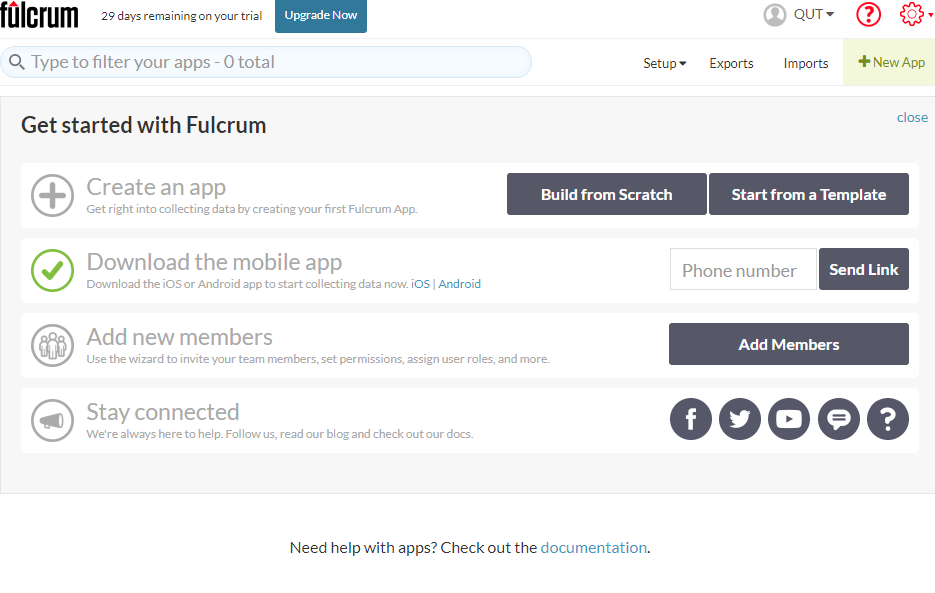 fulcrum 29 days remaining on your trial Upgrade Now QUT ?
Type to filter your apps - 0 total Setup Exports Imports + New App
Get started with Fulcrum close
Create an app
Get right into collecting data by creating your first Fulcrum App.
Build from Scratch Start from a Template
Download the mobile app
Download the iOS or Android app to start collecting data now. iOS | Android
Phone number Send Link
Add new members
Use the wizard to invite your team members, set permissions, assign user roles, and more.
Add Members
Stay connected
We're always here to help. Follow us, read our blog and check out our docs.
f ?
Need help with apps? Check out the documentation.